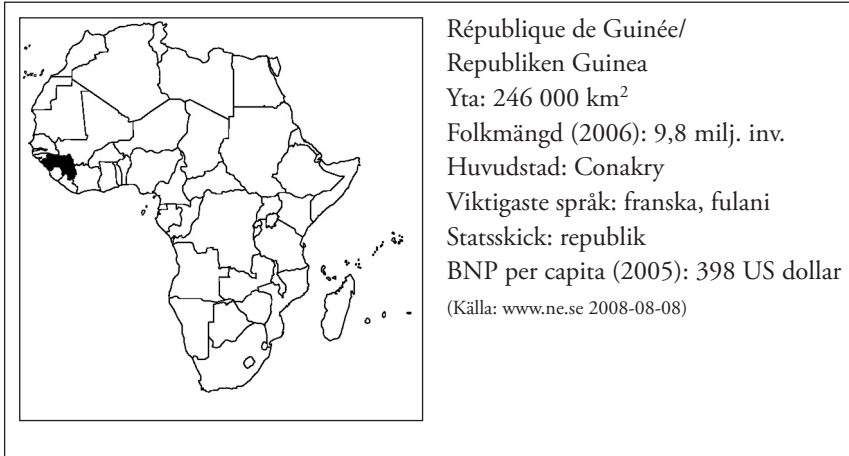 République de Guinée/
Republiken Guinea
Yta: 246 000 km²
Folkmängd (2006): 9,8 milj. inv.
Huvudstad: Conakry
Viktigaste språk: franska, fulani
Statsskick: republik
BNP per capita (2005): 398 US dollar
(Källa: www.ne.se 2008-08-08)